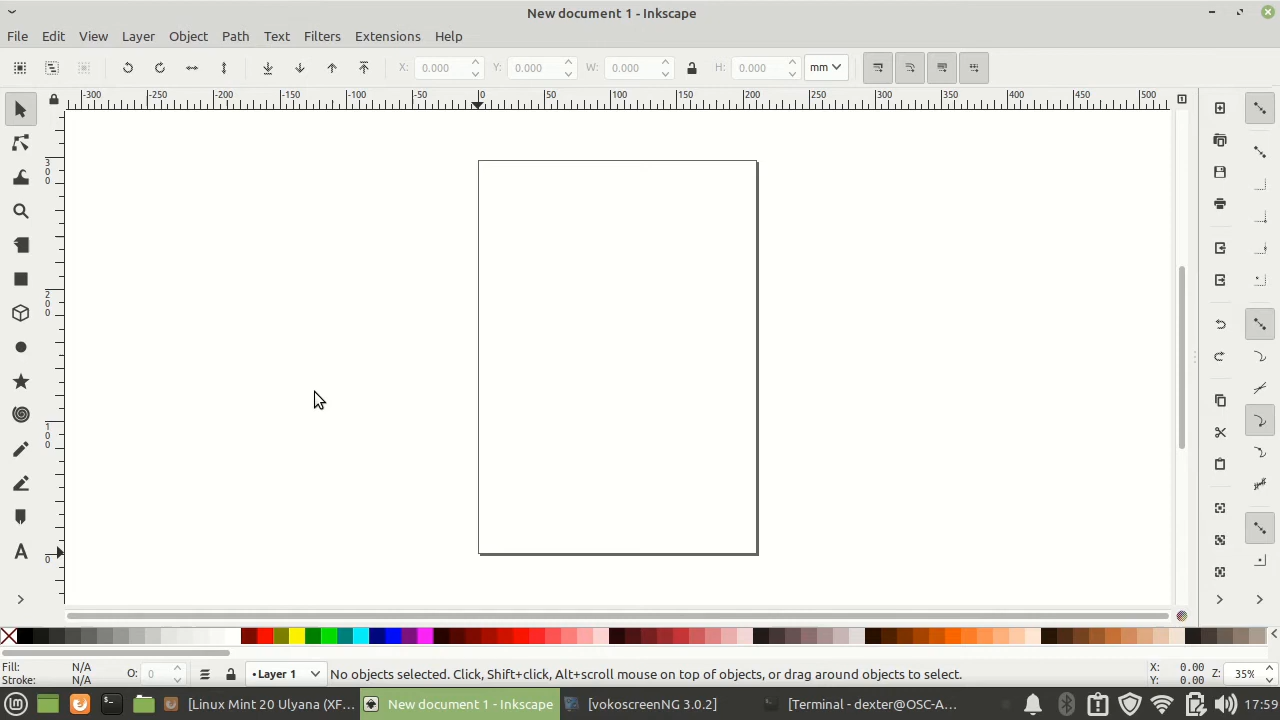 New document 1 - Inkscape
File Edit View Layer Object Path Text Filters Extensions Help
X: 0.000 Y: 0.000 W: 0.000 H: 0.000 mm
-300 -250 -200 -150 -100 -50 0 50 100 150 200 250 300 350 400 450 500
300
200
100
0
Fill: N/A
Stroke: N/A
O: 0
•Layer 1
No objects selected. Click, Shift+click, Alt+scroll mouse on top of objects, or drag around objects to select.
X: 0.00
Y: 0.00
Z: 35%
[Linux Mint 20 Ulyana (XF... New document 1 - Inkscape [vokoscreenNG 3.0.2] [Terminal - dexter@OSC-A... 17:59